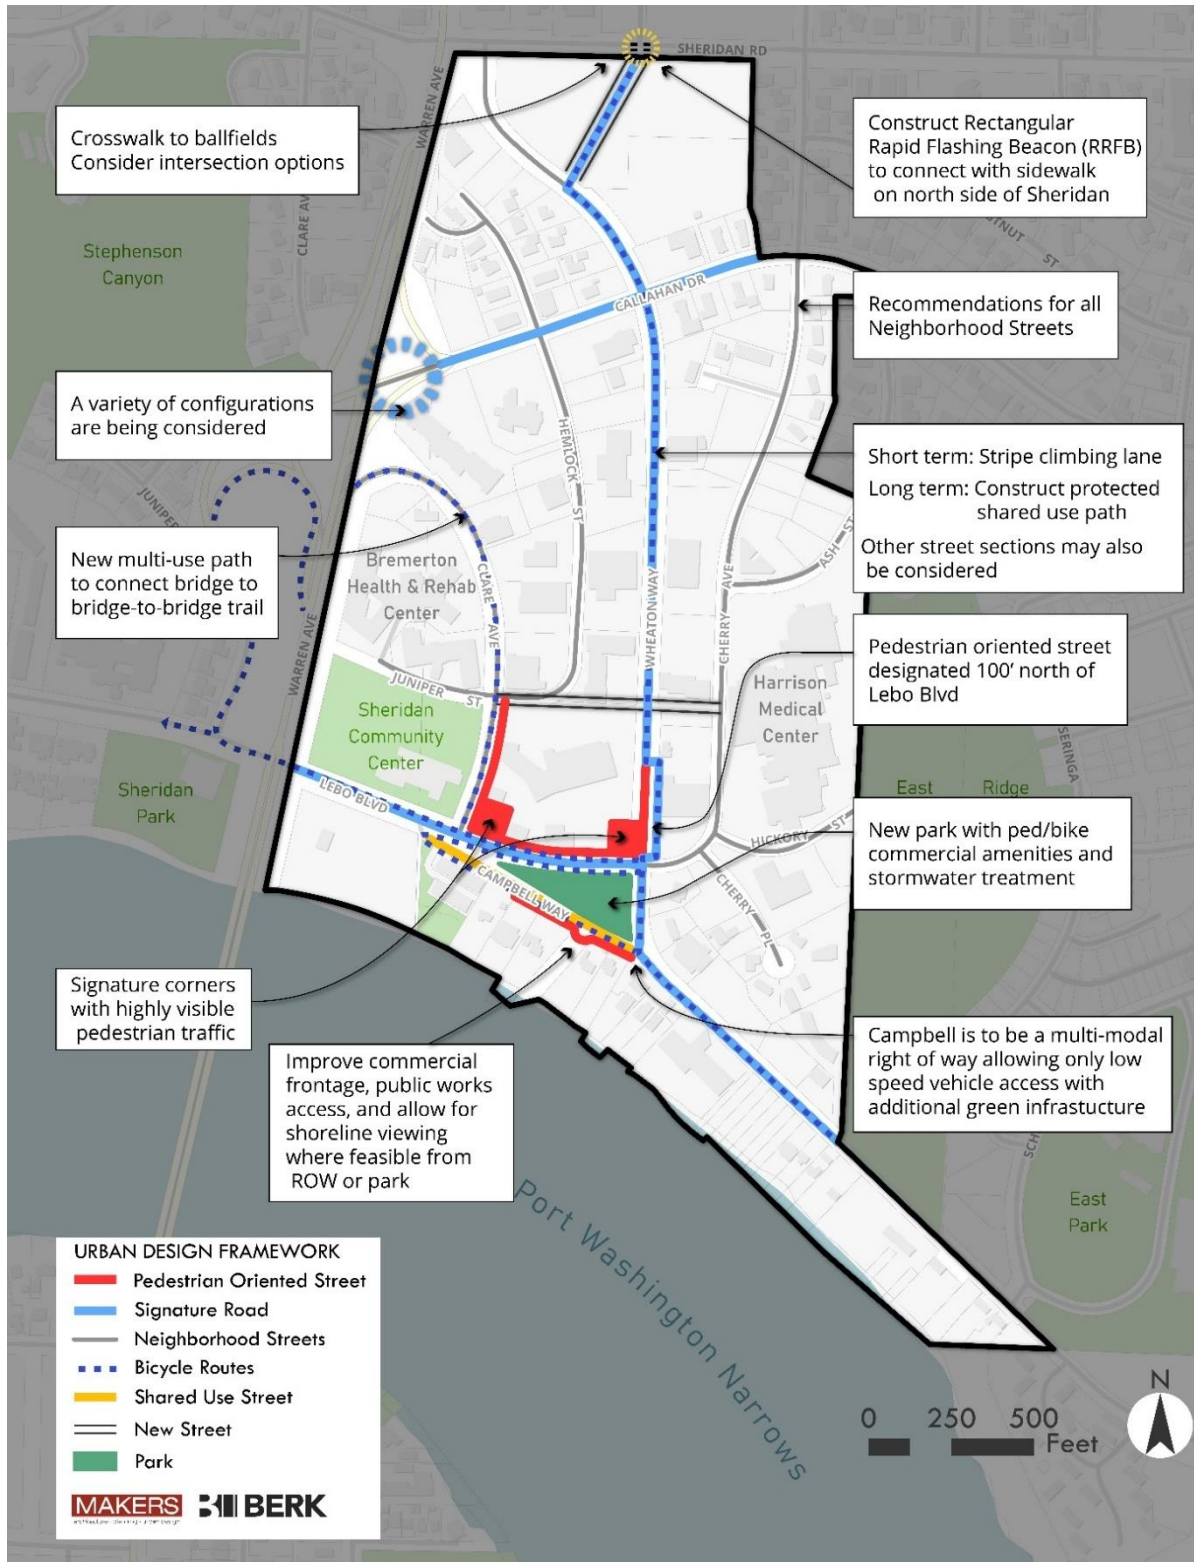 SHERIDAN RD
WARREN AVE
Crosswalk to ballfields
Consider intersection options
Construct Rectangular
Rapid Flashing Beacon (RRFB)
to connect with sidewalk
on north side of Sheridan
CLARE AV
STNUT
ST
Stephenson
Canyon
CALLAHAN DR
Recommendations for all
Neighborhood Streets
A variety of configurations
are being considered
HEMLOCK ST
Short term: Stripe climbing lane
Long term: Construct protected
shared use path
Other street sections may also
be considered
JUNIPER
ASH ST
New multi-use path
to connect bridge to
bridge-to-bridge trail
Bremerton
Health & Rehab
Center
CLARE AVE
WHEATON WAY
CHERRY AVE
WARREN AVE
Pedestrian oriented street
designated 100' north of
Lebo Blvd
JUNIPER ST
Harrison
Medical
Center
Sheridan
Community
Center
SERINGA
Sheridan
Park
LEBO BLVD
East Ridge
HICKORY ST
New park with ped/bike
commercial amenities and
stormwater treatment
CAMPBELL WAY
CHERRY PL
Signature corners
with highly visible
pedestrian traffic
Improve commercial
frontage, public works
access, and allow for
shoreline viewing
where feasible from
ROW or park
Campbell is to be a multi-modal
right of way allowing only low
speed vehicle access with
additional green infrastucture
SCH
East
Park
Port Washington Narrows
URBAN DESIGN FRAMEWORK
Pedestrian Oriented Street
Signature Road
Neighborhood Streets
Bicycle Routes
Shared Use Street
New Street
Park
MAKERS
BERK
N
0 250 500
Feet